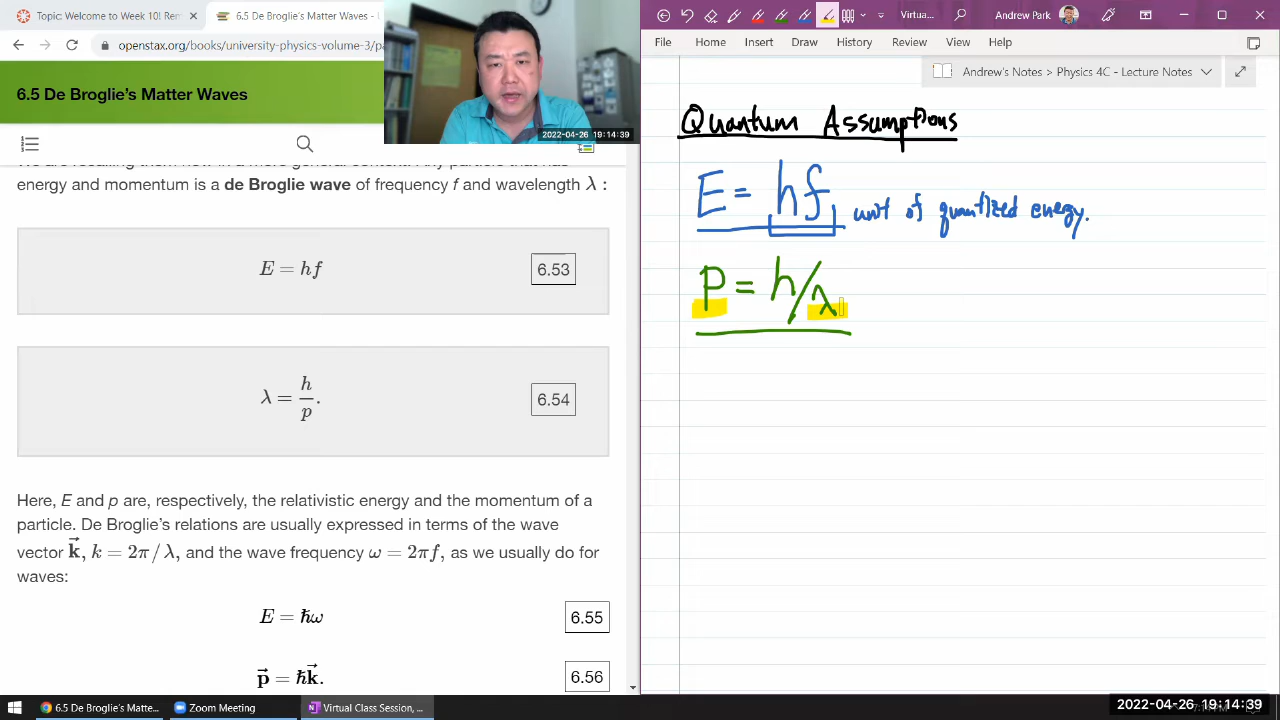 Topic: Welcome to Week 10! Rem
6.5 De Broglie's Matter Waves - U
openstax.org/books/university-physics-volume-3/pa
6.5 De Broglie's Matter Waves
2022-04-26 19:14:39
energy and momentum is a de Broglie wave of frequency f and wavelength λ :
E = hf
6.53
λ = h/p.
6.54
Here, E and p are, respectively, the relativistic energy and the momentum of a
particle. De Broglie's relations are usually expressed in terms of the wave
vector k⃗, k = 2π/λ, and the wave frequency ω = 2πf, as we usually do for
waves:
E = ℏω
6.55
p⃗ = ℏk⃗.
6.56
Virtua...
Andrew Park
File Home Insert Draw History Review View
Andrew's Notes > Physics 4C - Lecture Notes
Quantum Assumptions
E = hf unit of quantized energy.
P = h/λ
6.5 De Broglie's Matte...
Zoom Meeting
Virtual Class Session, ...
2022-04-26 19:14:39